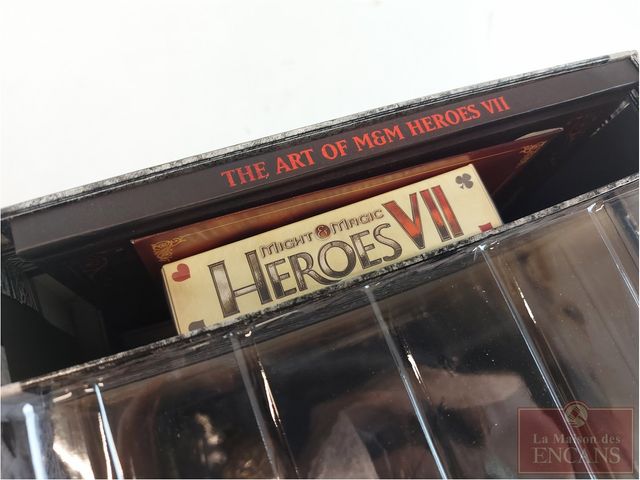 THE ART OF M&M HEROES VII
MIGHT & MAGIC
HEROES VII
La Maison des
ENCANS